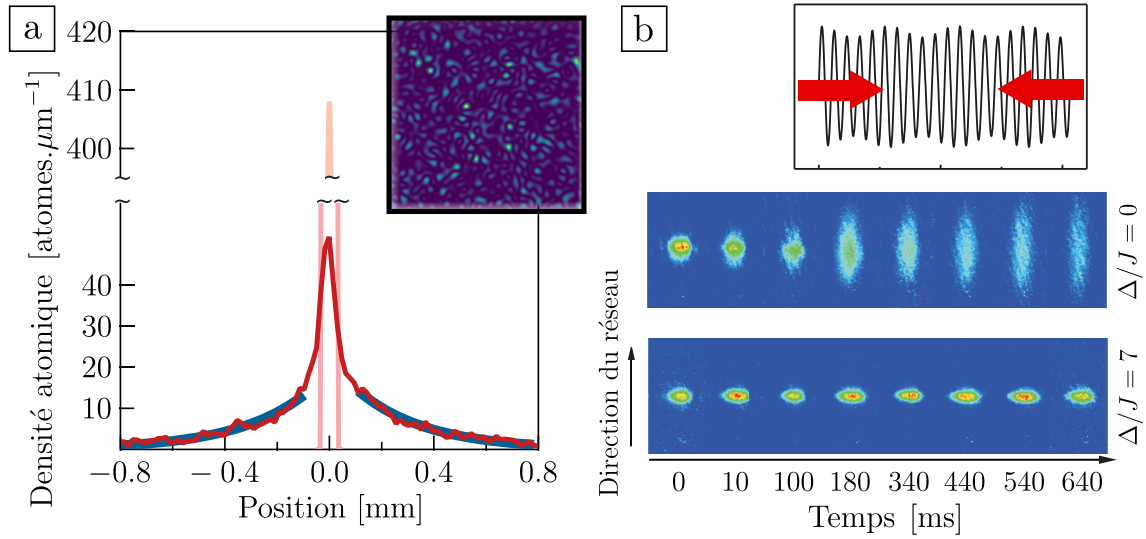 a
Densité atomique [atomes.μm⁻¹]
420
410
400
~ ~ ~ ~
40
30
20
10
−0.8 −0.4 0.0 0.4 0.8
Position [mm]
b
Δ/J = 0
Δ/J = 7
Direction du réseau
0 10 100 180 340 440 540 640
Temps [ms]